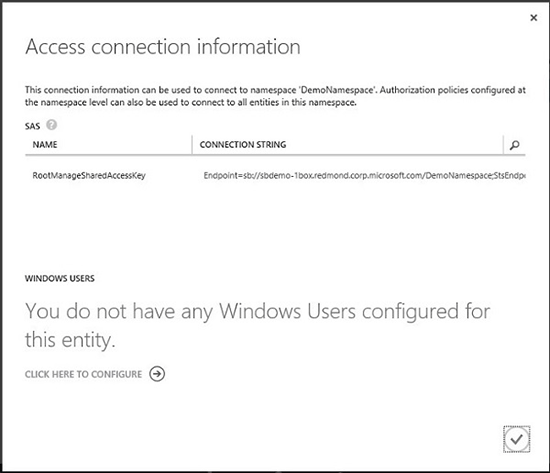 Access connection information
This connection information can be used to connect to namespace 'DemoNamespace'. Authorization policies configured at
the namespace level can also be used to connect to all entities in this namespace.
SAS ?
NAME CONNECTION STRING
RootManageSharedAccessKey Endpoint=sb://sbdemo-1box.redmond.corp.microsoft.com/DemoNamespace;StsEndpo
WINDOWS USERS
You do not have any Windows Users configured for
this entity.
CLICK HERE TO CONFIGURE